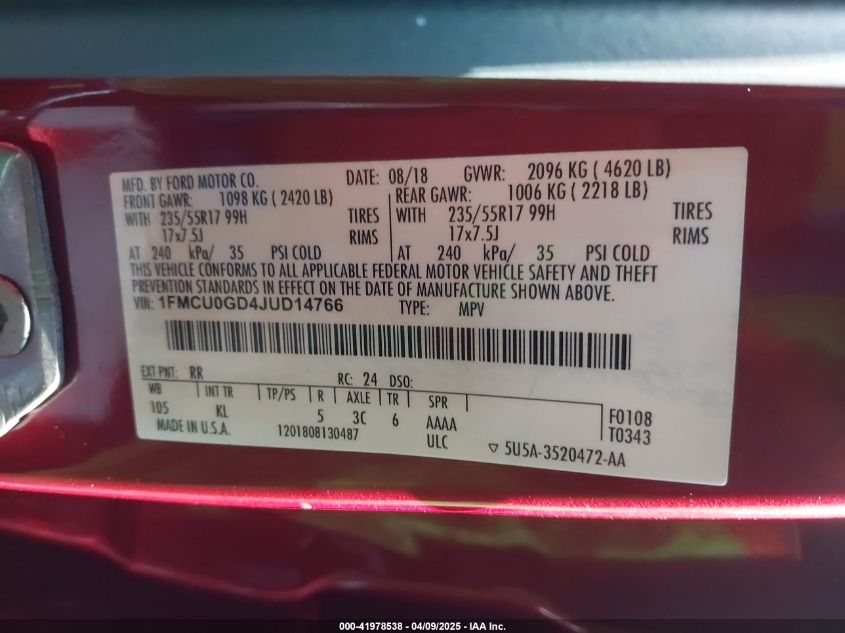 MFD. BY FORD MOTOR CO. DATE: 08/18 GVWR: 2096 KG ( 4620 LB)
FRONT GAWR: 1098 KG ( 2420 LB) REAR GAWR: 1006 KG ( 2218 LB)
WITH 235/55R17 99H TIRES WITH 235/55R17 99H TIRES
17x7.5J RIMS 17x7.5J RIMS
AT 240 kPa/ 35 PSI COLD AT 240 kPa/ 35 PSI COLD
THIS VEHICLE CONFORMS TO ALL APPLICABLE FEDERAL MOTOR VEHICLE SAFETY AND THEFT
PREVENTION STANDARDS IN EFFECT ON THE DATE OF MANUFACTURE SHOWN ABOVE.
VIN: 1FMCU0GD4JUD14766 TYPE: MPV
EXT PNT: RR RC: 24 DSO:
WB INT TR TP/PS R AXLE TR SPR
105 KL 5 3C 6 AAAA F0108
MADE IN U.S.A. 1201808130487 ULC T0343
▽ 5U5A-3520472-AA
000-41978538 | 04/09/2025 - IAA Inc.